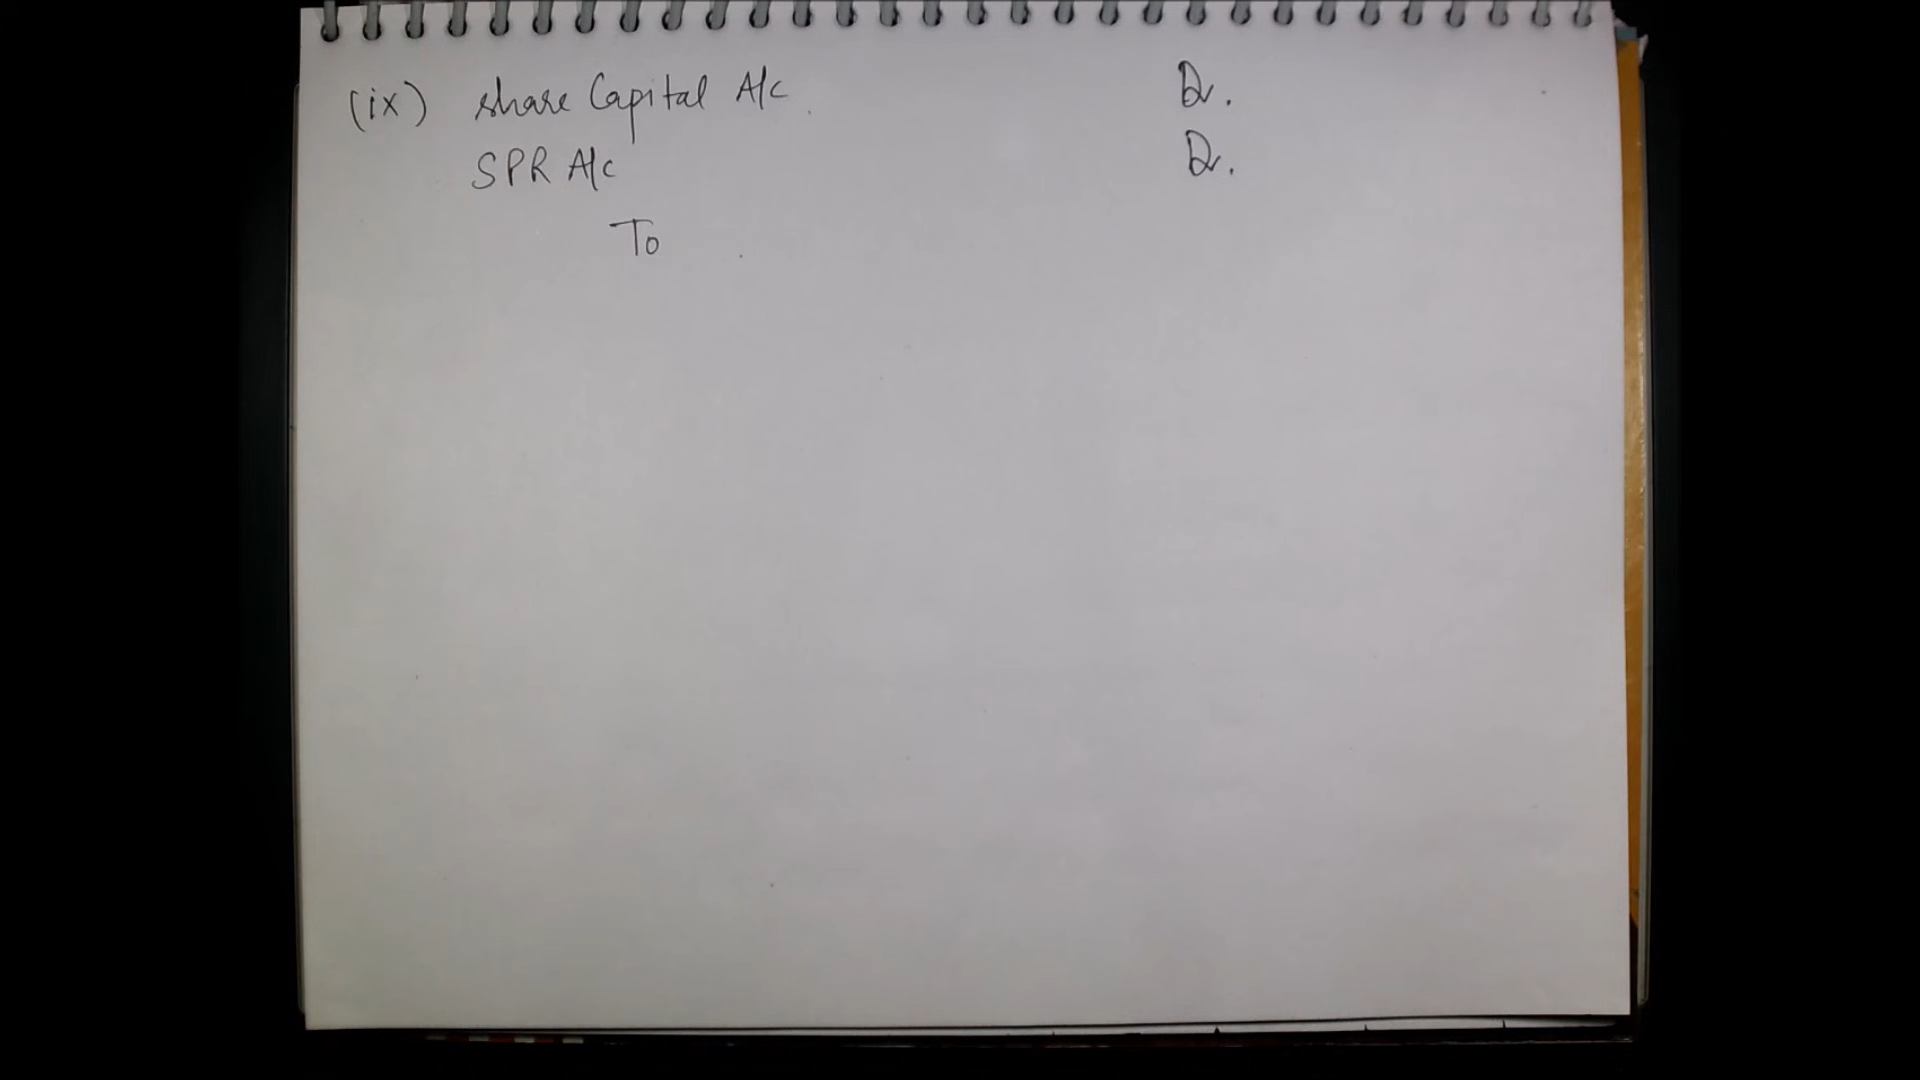 (ix) share Capital A/c Dr.
SPR A/c Dr.
To